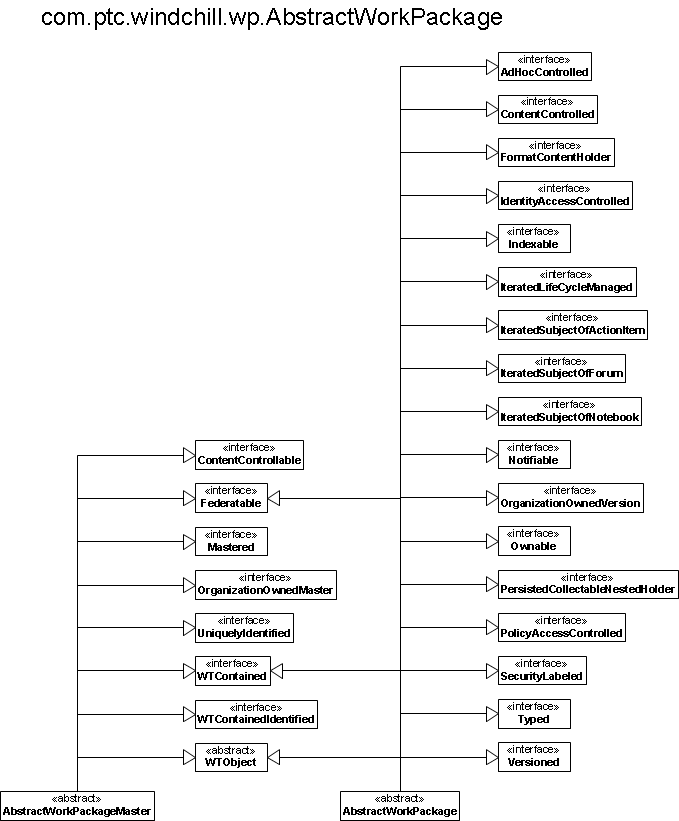 com.ptc.windchill.wp.AbstractWorkPackage
«interface»
AdHocControlled
«interface»
ContentControlled
«interface»
FormatContentHolder
«interface»
IdentityAccessControlled
«interface»
Indexable
«interface»
IteratedLifeCycleManaged
«interface»
IteratedSubjectOfActionItem
«interface»
IteratedSubjectOfForum
«interface»
IteratedSubjectOfNotebook
«interface»
ContentControllable
«interface»
Notifiable
«interface»
Federatable
«interface»
OrganizationOwnedVersion
«interface»
Mastered
«interface»
Ownable
«interface»
OrganizationOwnedMaster
«interface»
PersistedCollectableNestedHolder
«interface»
UniquelyIdentified
«interface»
PolicyAccessControlled
«interface»
WTContained
«interface»
SecurityLabeled
«interface»
WTContainedIdentified
«interface»
Typed
«abstract»
WTObject
«interface»
Versioned
«abstract»
AbstractWorkPackageMaster
«abstract»
AbstractWorkPackage